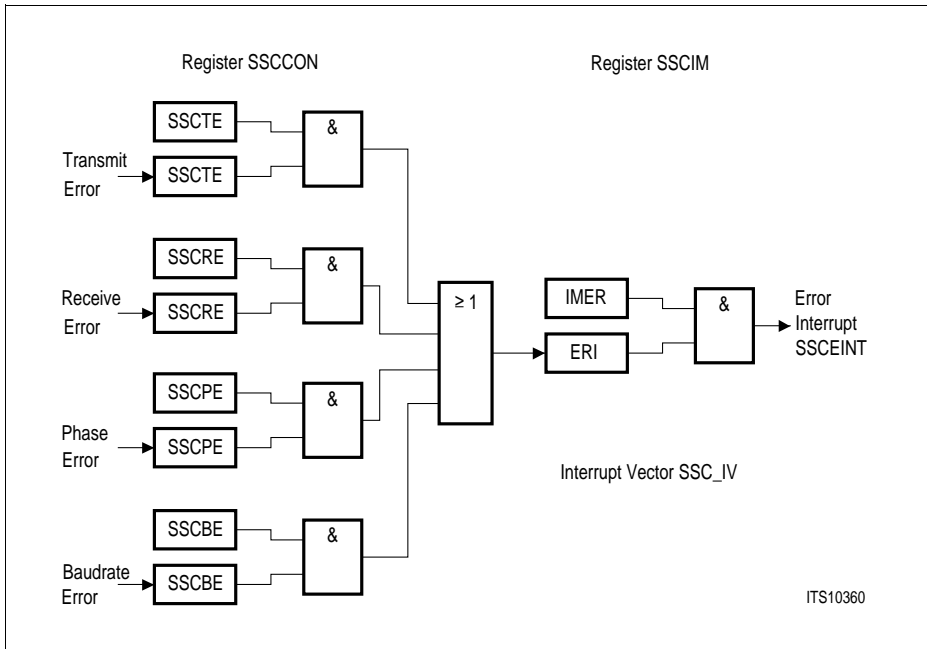 Register SSCCON
Register SSCIM
SSCTE
&
Transmit
Error
SSCTE
SSCRE
&
Receive
Error
SSCRE
≥ 1
IMER
&
Error
Interrupt
SSCEINT
ERI
SSCPE
&
Phase
Error
SSCPE
Interrupt Vector SSC_IV
SSCBE
&
Baudrate
Error
SSCBE
ITS10360